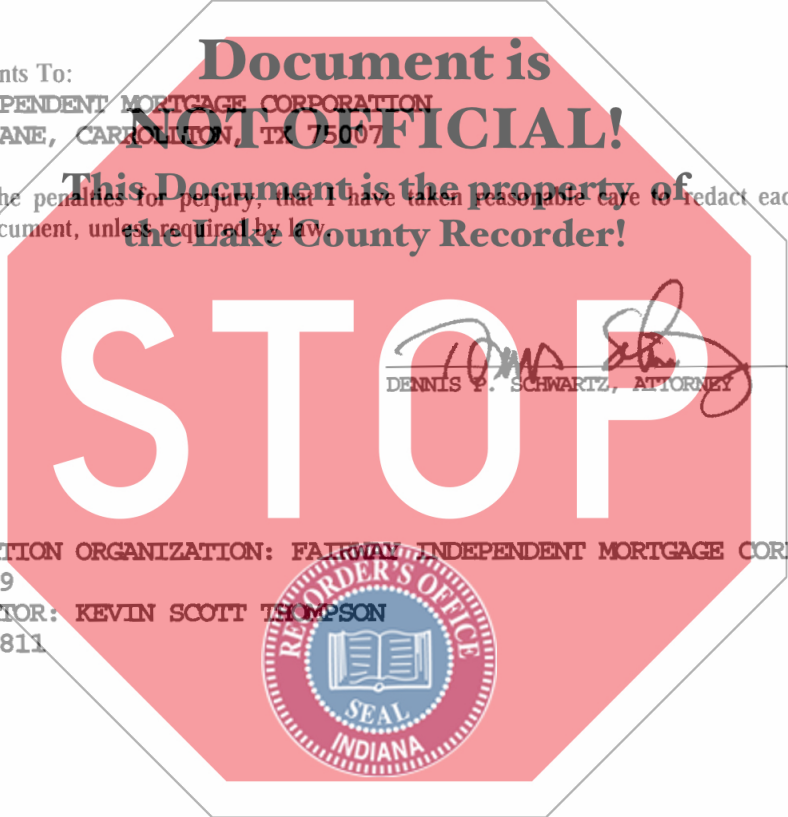 Document is
nts To:
PENDENT MORTGAGE CORPORATION
NOT OFFICIAL!
ANE, CARROLLTON, TX 75007
This Document is the property of
he penalties for perjury, that I have taken reasonable care to redact eac
the Lake County Recorder!
ocument, unless required by law.
STOP
DENNIS P. SCHWARTZ, ATTORNEY
TION ORGANIZATION: FAIRWAY INDEPENDENT MORTGAGE COR
9
TOR: KEVIN SCOTT THOMPSON
811
RECORDER'S OFFICE
SEAL
INDIANA